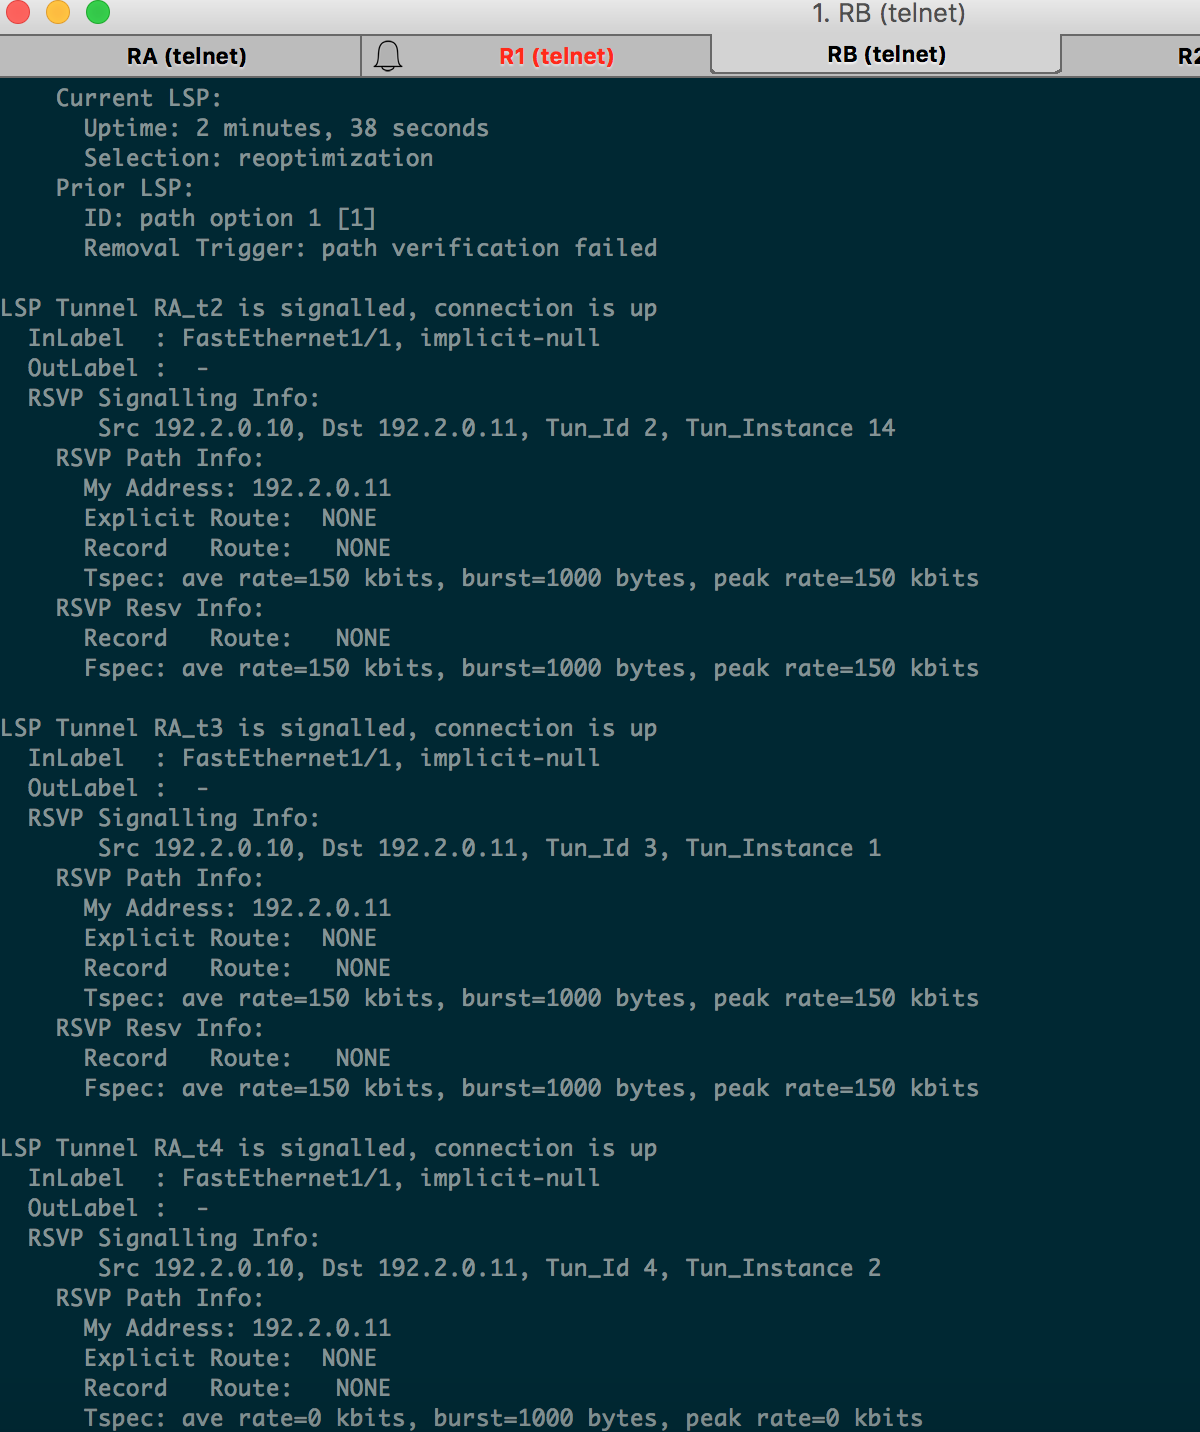 1. RB (telnet)
RA (telnet)
R1 (telnet)
RB (telnet)
Current LSP:
Uptime: 2 minutes, 38 seconds
Selection: reoptimization
Prior LSP:
ID: path option 1 [1]
Removal Trigger: path verification failed
LSP Tunnel RA_t2 is signalled, connection is up
InLabel  : FastEthernet1/1, implicit-null
OutLabel :  -
RSVP Signalling Info:
Src 192.2.0.10, Dst 192.2.0.11, Tun_Id 2, Tun_Instance 14
RSVP Path Info:
My Address: 192.2.0.11
Explicit Route:  NONE
Record   Route:   NONE
Tspec: ave rate=150 kbits, burst=1000 bytes, peak rate=150 kbits
RSVP Resv Info:
Record   Route:   NONE
Fspec: ave rate=150 kbits, burst=1000 bytes, peak rate=150 kbits
LSP Tunnel RA_t3 is signalled, connection is up
InLabel  : FastEthernet1/1, implicit-null
OutLabel :  -
RSVP Signalling Info:
Src 192.2.0.10, Dst 192.2.0.11, Tun_Id 3, Tun_Instance 1
RSVP Path Info:
My Address: 192.2.0.11
Explicit Route:  NONE
Record   Route:   NONE
Tspec: ave rate=150 kbits, burst=1000 bytes, peak rate=150 kbits
RSVP Resv Info:
Record   Route:   NONE
Fspec: ave rate=150 kbits, burst=1000 bytes, peak rate=150 kbits
LSP Tunnel RA_t4 is signalled, connection is up
InLabel  : FastEthernet1/1, implicit-null
OutLabel :  -
RSVP Signalling Info:
Src 192.2.0.10, Dst 192.2.0.11, Tun_Id 4, Tun_Instance 2
RSVP Path Info:
My Address: 192.2.0.11
Explicit Route:  NONE
Record   Route:   NONE
Tspec: ave rate=0 kbits, burst=1000 bytes, peak rate=0 kbits